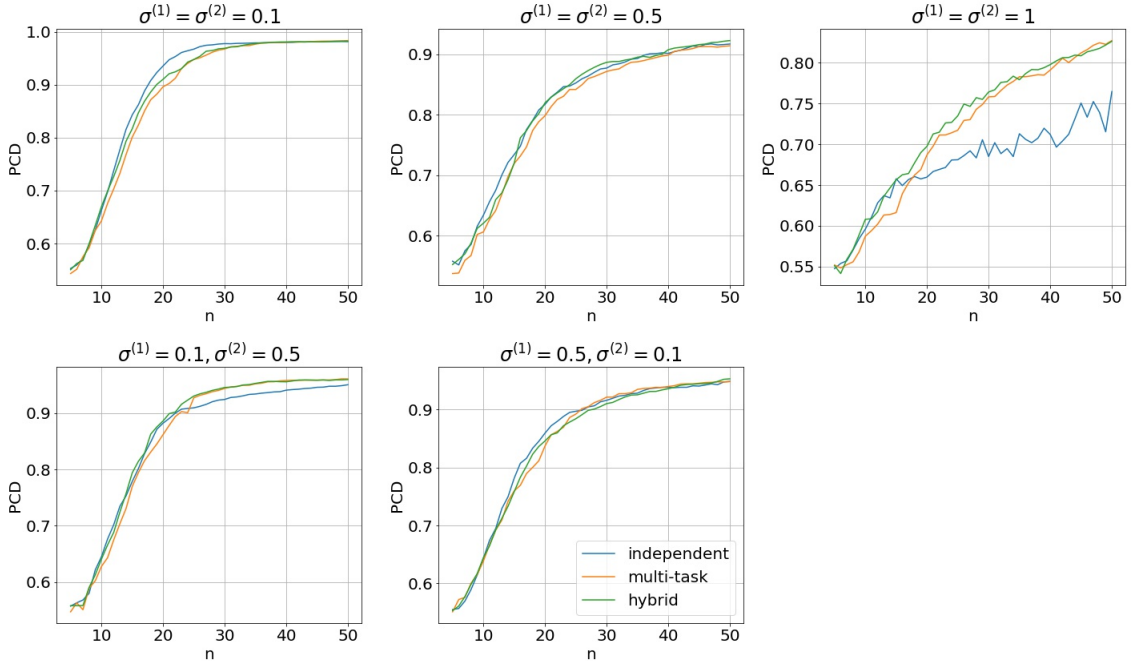 σ(1) = σ(2) = 0.1
1.0
0.9
0.8
0.7
0.6
PCD
10 20 30 40 50
n
σ(1) = σ(2) = 0.5
0.9
0.8
0.7
0.6
PCD
10 20 30 40 50
n
σ(1) = σ(2) = 1
0.80
0.75
0.70
0.65
0.60
0.55
PCD
10 20 30 40 50
n
σ(1) = 0.1, σ(2) = 0.5
0.9
0.8
0.7
0.6
PCD
10 20 30 40 50
n
σ(1) = 0.5, σ(2) = 0.1
0.9
0.8
0.7
0.6
PCD
independent
multi-task
hybrid
10 20 30 40 50
n